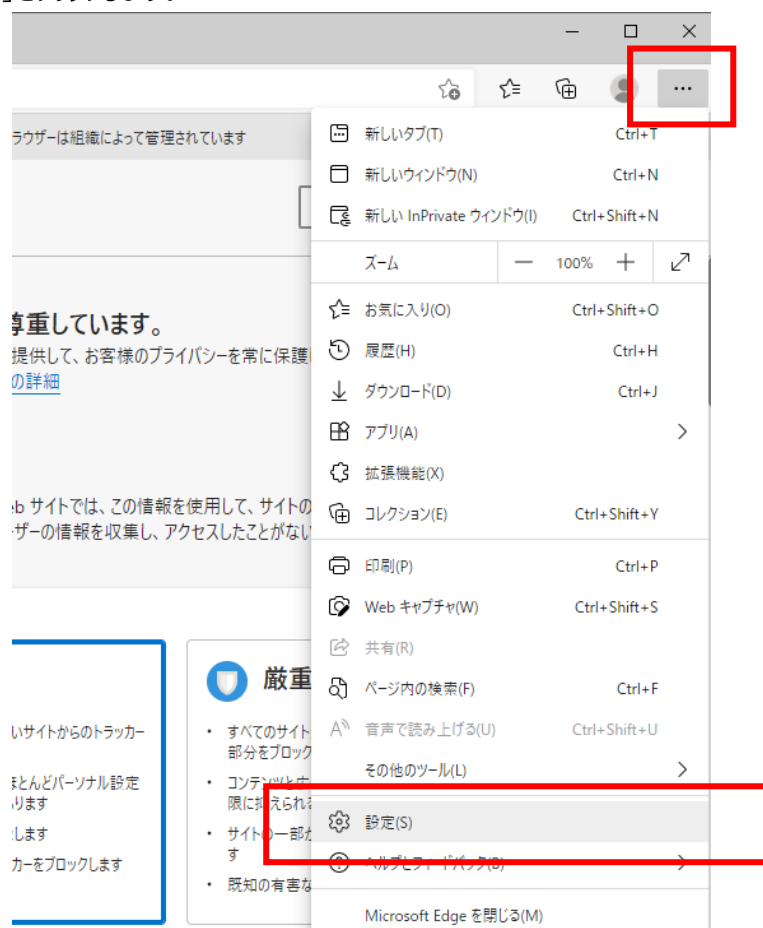 ラウザーは組織によって管理されています
新しいタブ(T) Ctrl+T
新しいウィンドウ(N) Ctrl+N
新しい InPrivate ウィンドウ(I) Ctrl+Shift+N
ズーム 100%
お気に入り(O) Ctrl+Shift+O
履歴(H) Ctrl+H
ダウンロード(D) Ctrl+J
アプリ(A)
拡張機能(X)
コレクション(E) Ctrl+Shift+Y
印刷(P) Ctrl+P
Web キャプチャ(W) Ctrl+Shift+S
共有(R)
ページ内の検索(F) Ctrl+F
音声で読み上げる(U) Ctrl+Shift+U
その他のツール(L)
設定(S)
ヘルプとフィードバック(B)
Microsoft Edge を閉じる(M)
尊重しています。
提供して、お客様のプライバシーを常に保護
の詳細
eb サイトでは、この情報を使用して、サイトの
ーザーの情報を収集し、アクセスしたことがない
いサイトからのトラッカー
ほとんどパーソナル設定
ります
します
カーをブロックします
厳重
• すべてのサイト
部分をブロック
• コンテンツと広
限に抑えられる
• サイトの一部が
す
• 既知の有害な